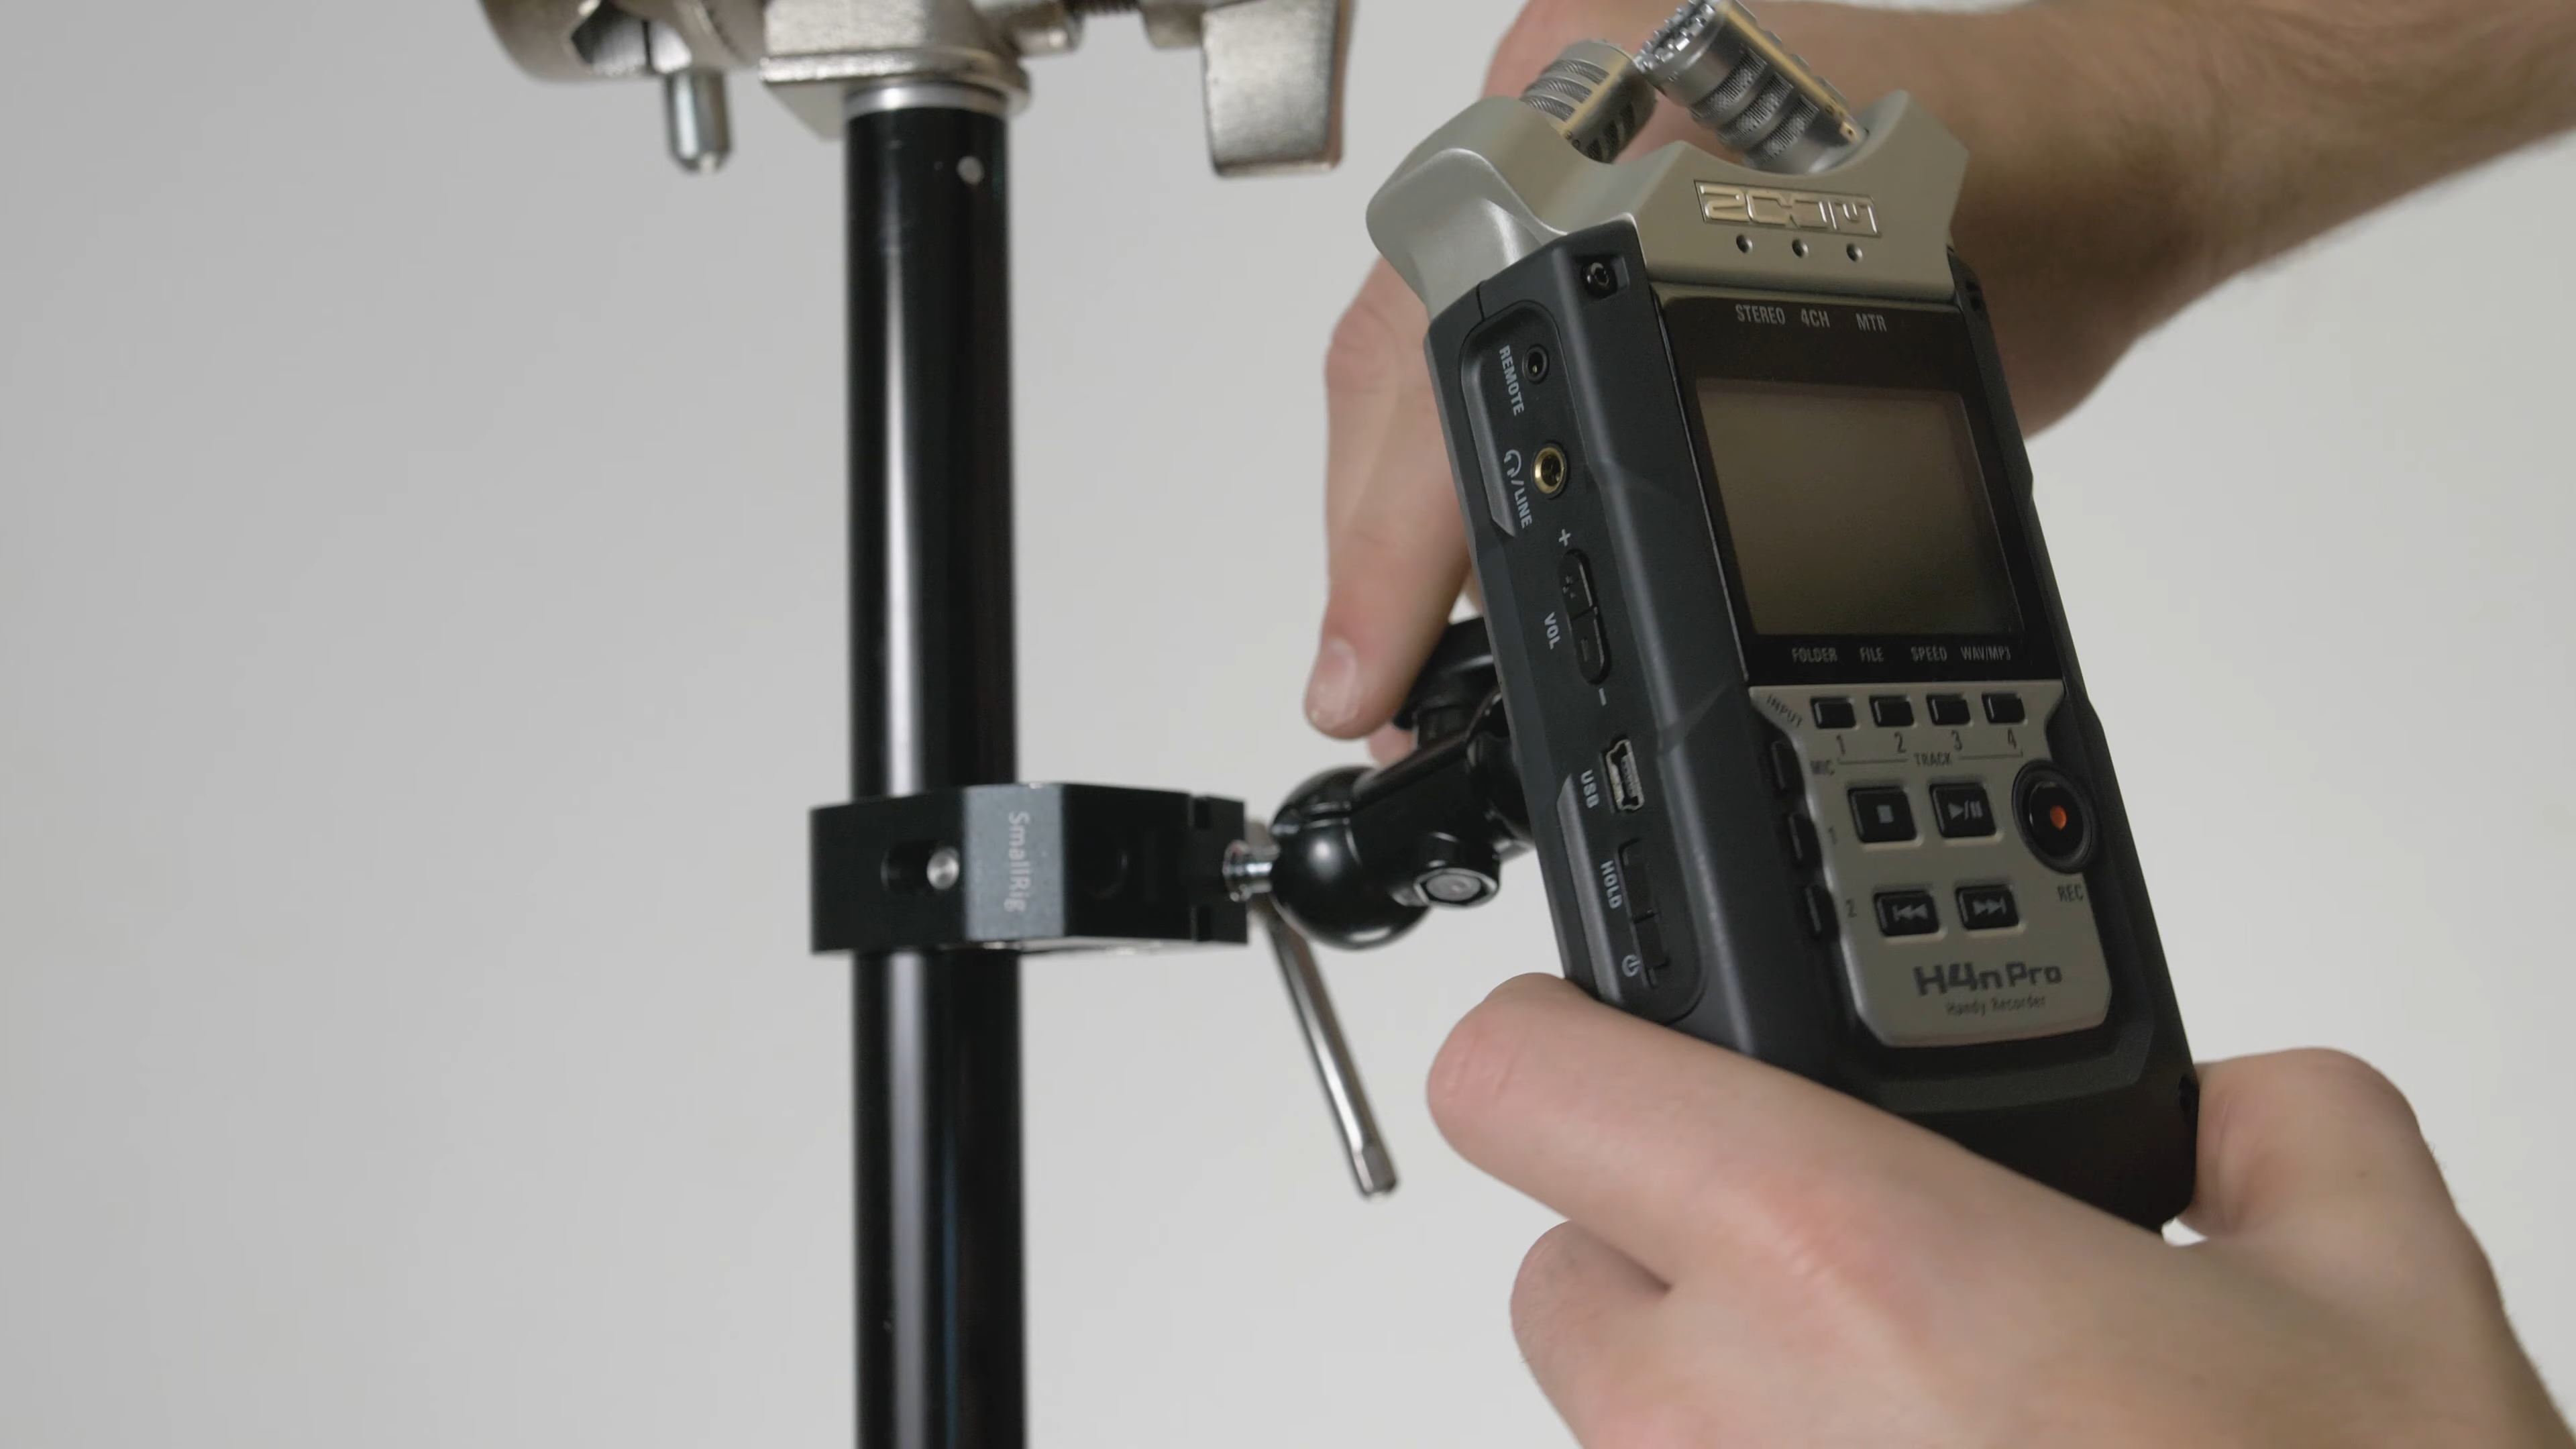 ZOOM
STEREO 4CH MTR
REMOTE
/LINE
+
VOL
−
USB
HOLD
FOLDER FILE SPEED WAV/MP3
INPUT
1 2 3 4
MIC TRACK
1
2
REC
H4n Pro
Handy Recorder
SmallRig